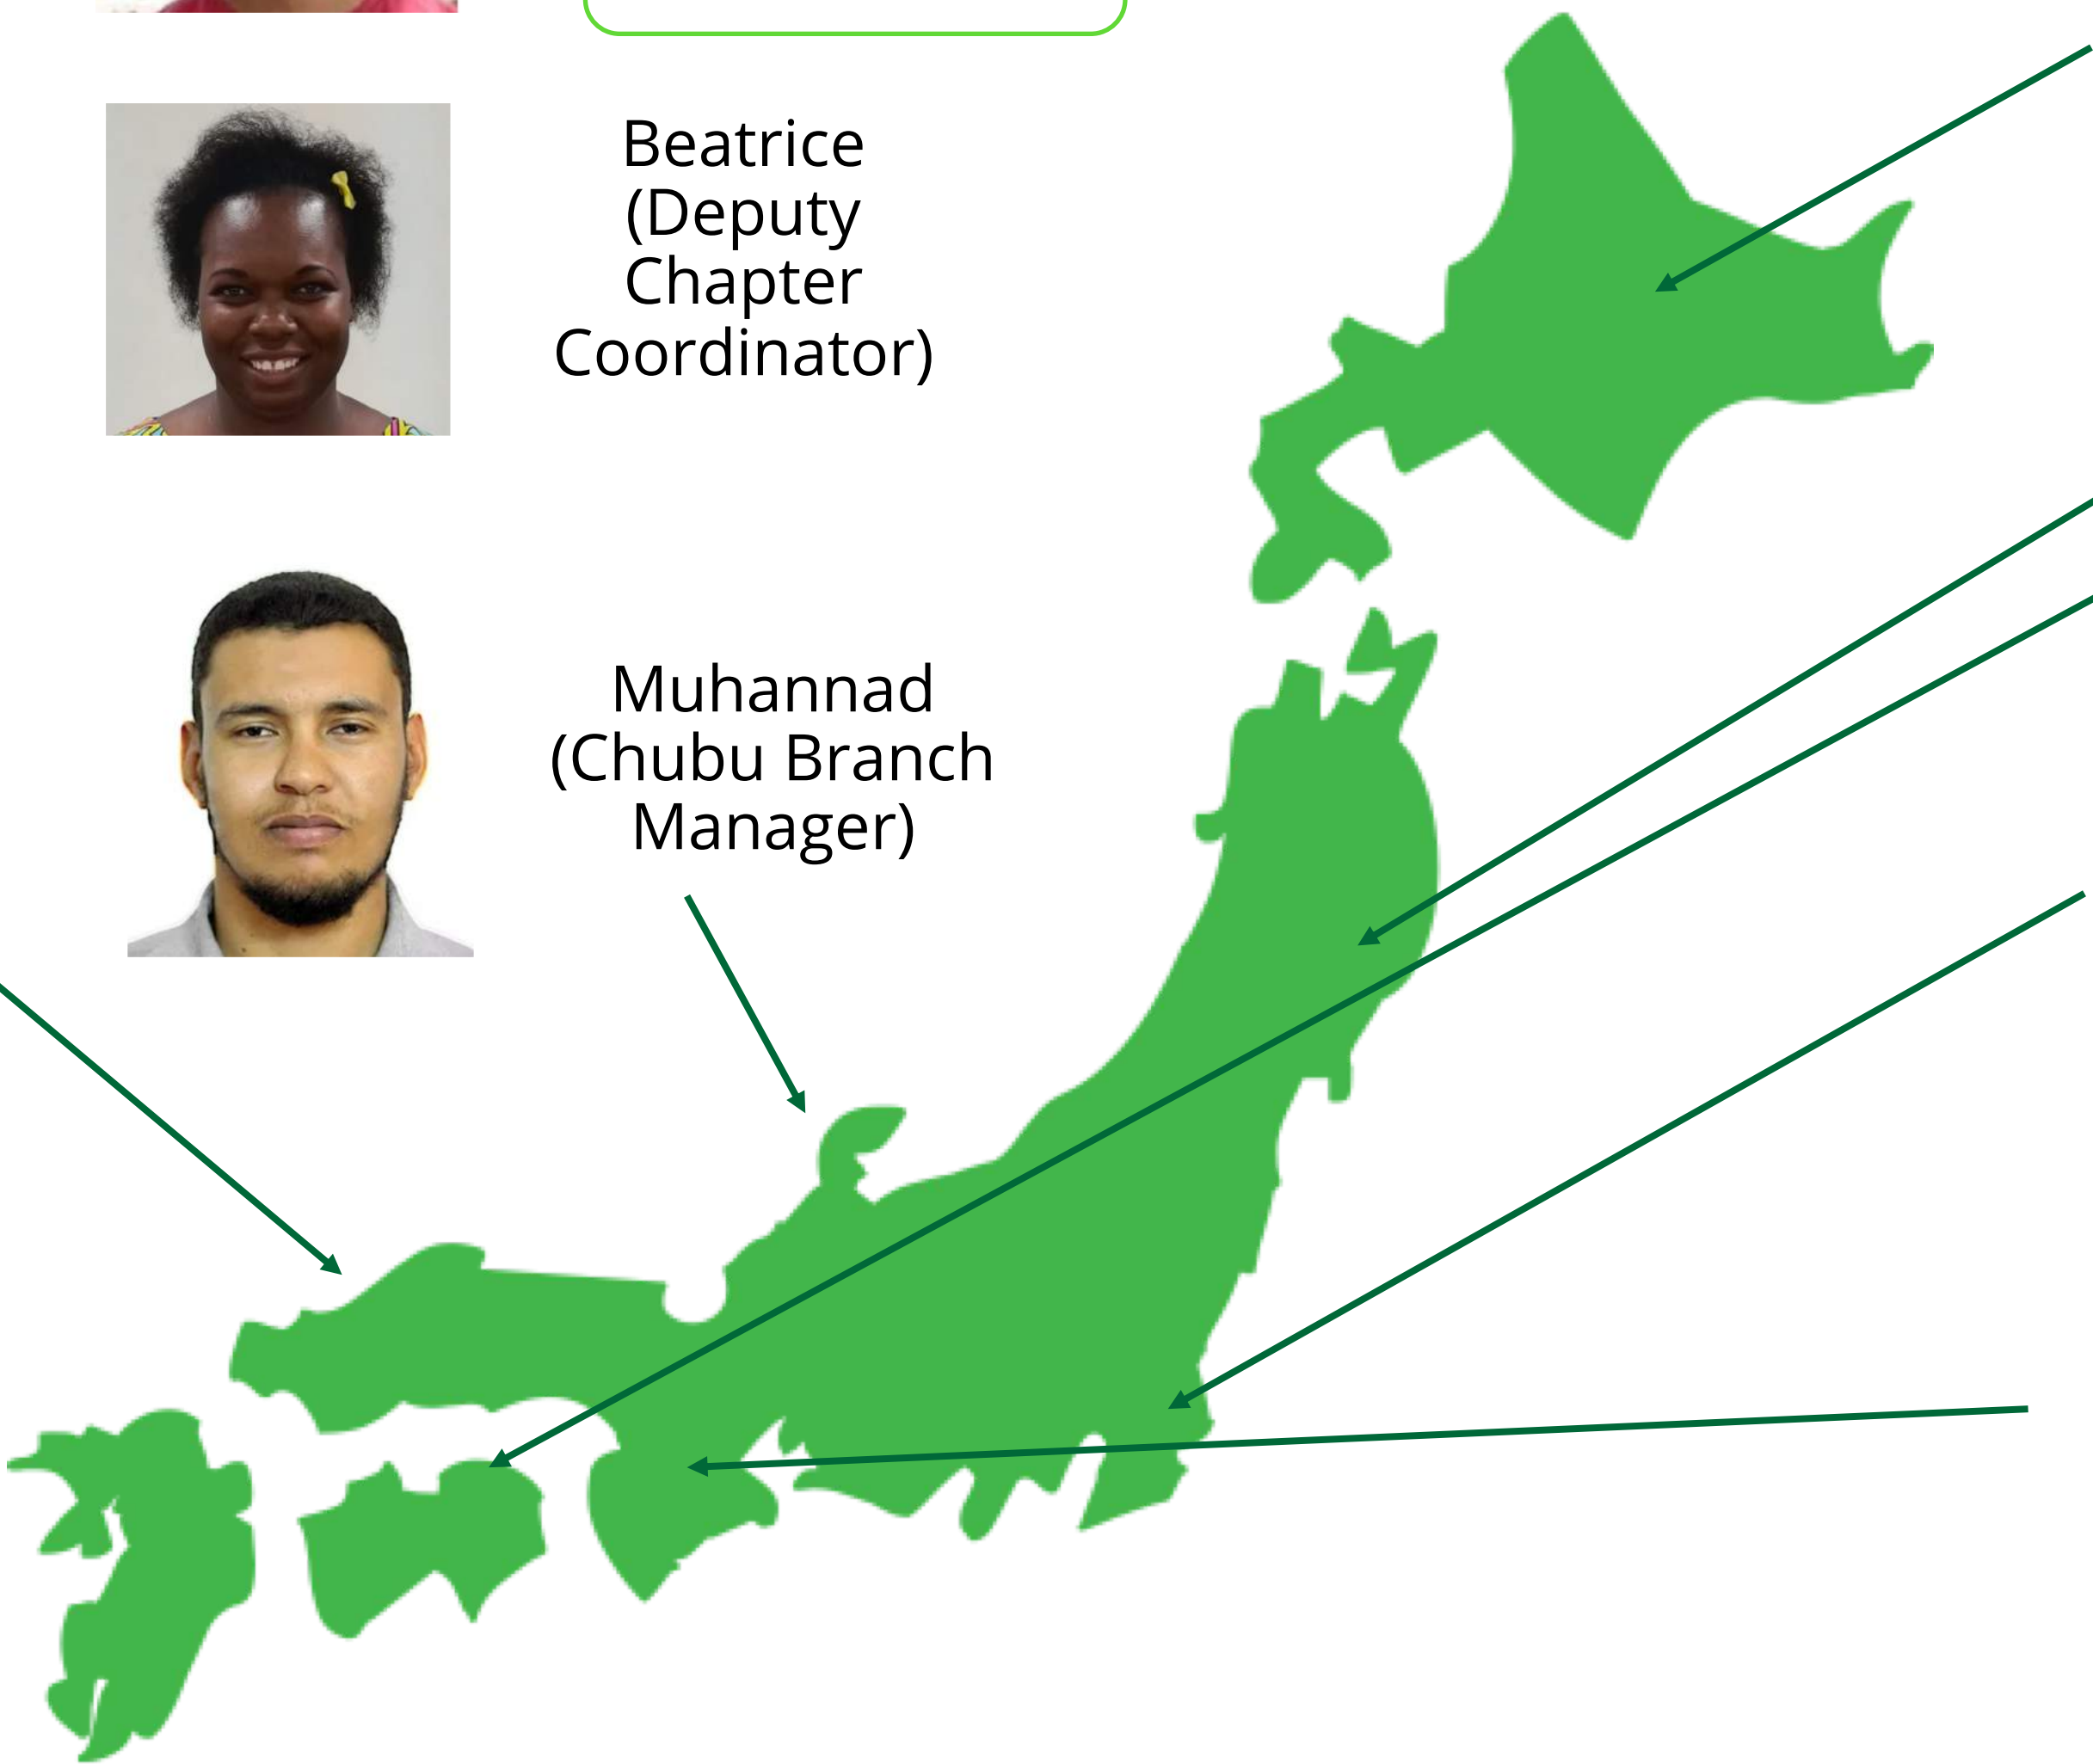 Beatrice
(Deputy
Chapter
Coordinator)
Muhannad
(Chubu Branch
Manager)